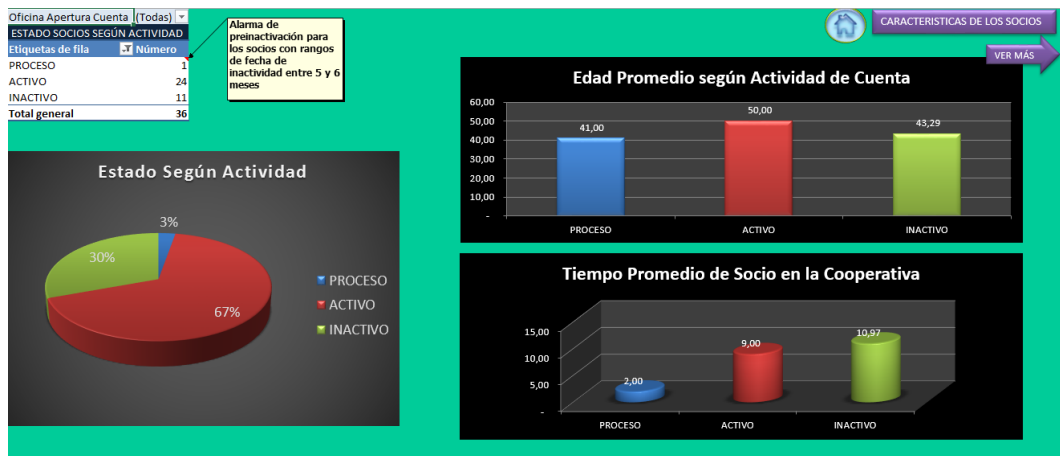 Oficina Apertura Cuenta (Todas)
ESTADO SOCIOS SEGÚN ACTIVIDAD
Etiquetas de fila Número
PROCESO 1
ACTIVO 24
INACTIVO 11
Total general 36
Alarma de
preinactivación para
los socios con rangos
de fecha de
inactividad entre 5 y 6
meses
CARACTERISTICAS DE LOS SOCIOS
VER MÁS
Estado Según Actividad
3%
30%
67%
PROCESO
ACTIVO
INACTIVO
Edad Promedio según Actividad de Cuenta
60,00
50,00
40,00
30,00
20,00
10,00
-
41,00
50,00
43,29
PROCESO ACTIVO INACTIVO
Tiempo Promedio de Socio en la Cooperativa
15,00
10,00
5,00
-
2,00
9,00
10,97
PROCESO ACTIVO INACTIVO